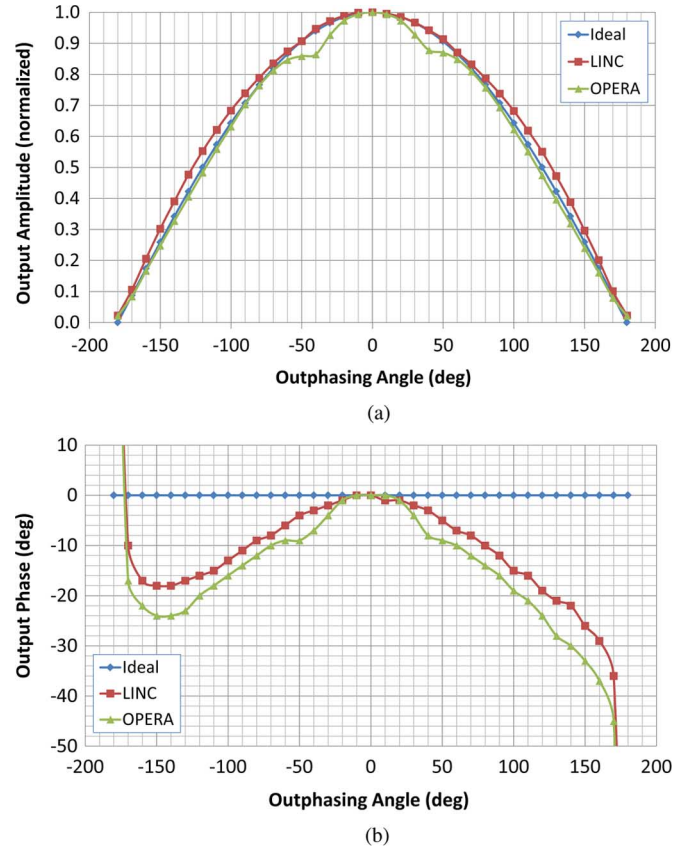 Output Amplitude (normalized)
1.0
0.9
0.8
0.7
0.6
0.5
0.4
0.3
0.2
0.1
0.0
Ideal
LINC
OPERA
-200 -150 -100 -50 0 50 100 150 200
Outphasing Angle (deg)
(a)
Output Phase (deg)
10
0
-10
-20
-30
-40
-50
Ideal
LINC
OPERA
-200 -150 -100 -50 0 50 100 150 200
Outphasing Angle (deg)
(b)